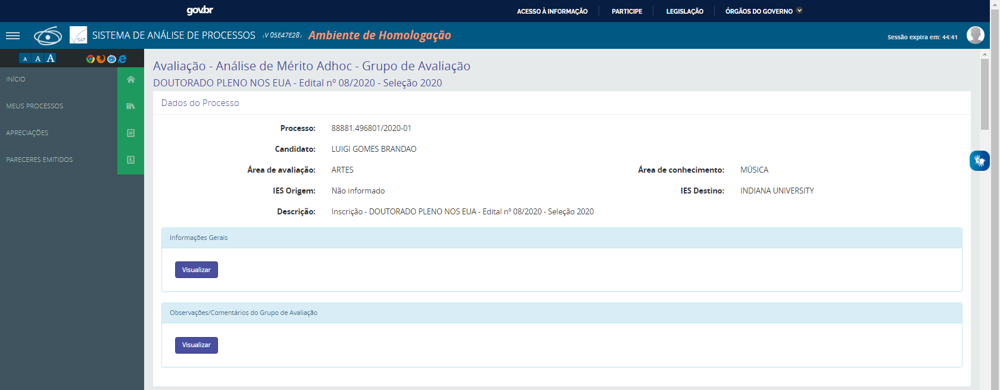 gov.br
ACESSO À INFORMAÇÃO
PARTICIPE
LEGISLAÇÃO
ÓRGÃOS DO GOVERNO
SAP
SISTEMA DE ANÁLISE DE PROCESSOS (V 05E47E28) Ambiente de Homologação
Sessão expira em: 44:41
A A A
INÍCIO
MEUS PROCESSOS
APRECIAÇÕES
PARECERES EMITIDOS
Avaliação - Análise de Mérito Adhoc - Grupo de Avaliação
DOUTORADO PLENO NOS EUA - Edital nº 08/2020 - Seleção 2020
Dados do Processo
Processo: 88881.496801/2020-01
Candidato: LUIGI GOMES BRANDAO
Área de avaliação: ARTES
Área de conhecimento: MÚSICA
IES Origem: Não informado
IES Destino: INDIANA UNIVERSITY
Descrição: Inscrição - DOUTORADO PLENO NOS EUA - Edital nº 08/2020 - Seleção 2020
Informações Gerais
Visualizar
Observações/Comentários do Grupo de Avaliação
Visualizar